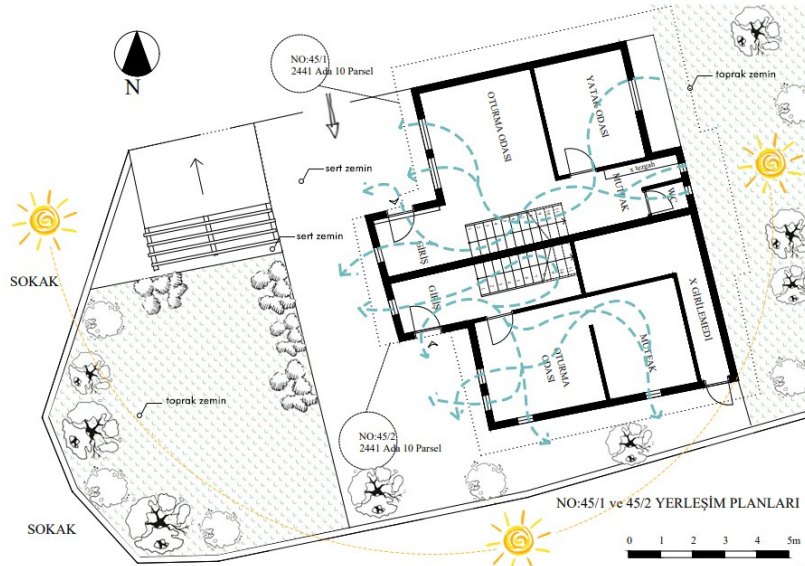 N
NO:45/1
2441 Ada 10 Parsel
toprak zemin
sert zemin
sert zemin
SOKAK
toprak zemin
SOKAK
OTURMA ODASI
YATAK ODASI
x tezgah
MUTFAK
WC
GİRİŞ
GİRİŞ
X GİRİLEMEDİ
OTURMA
ODASI
MUTFAK
NO:45/2
2441 Ada 10 Parsel
NO:45/1 ve 45/2 YERLEŞİM PLANLARI
0 1 2 3 4 5m